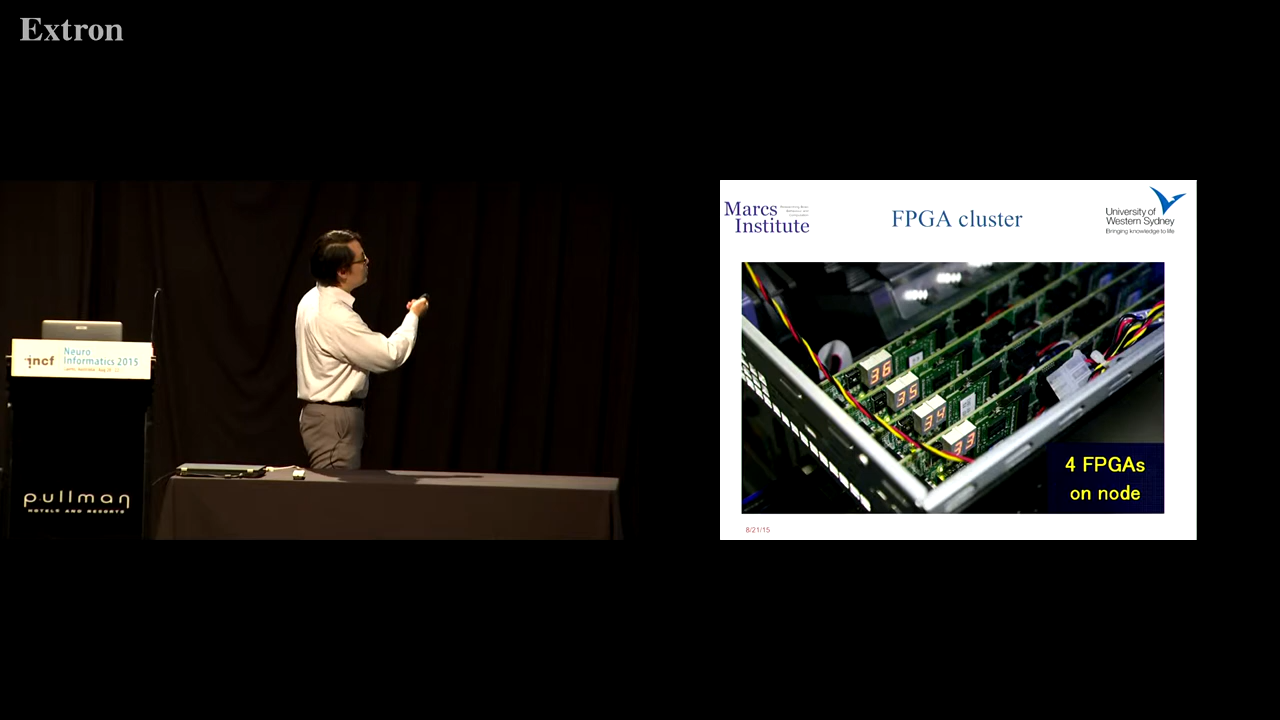 Extron
incf
Neuro
Informatics 2015
pullman
HOTELS AND RESORTS
Marcs
Institute
FPGA cluster
University of
Western Sydney
Bringing knowledge to life
36
35
34
33
4 FPGAs
on node
8/21/15